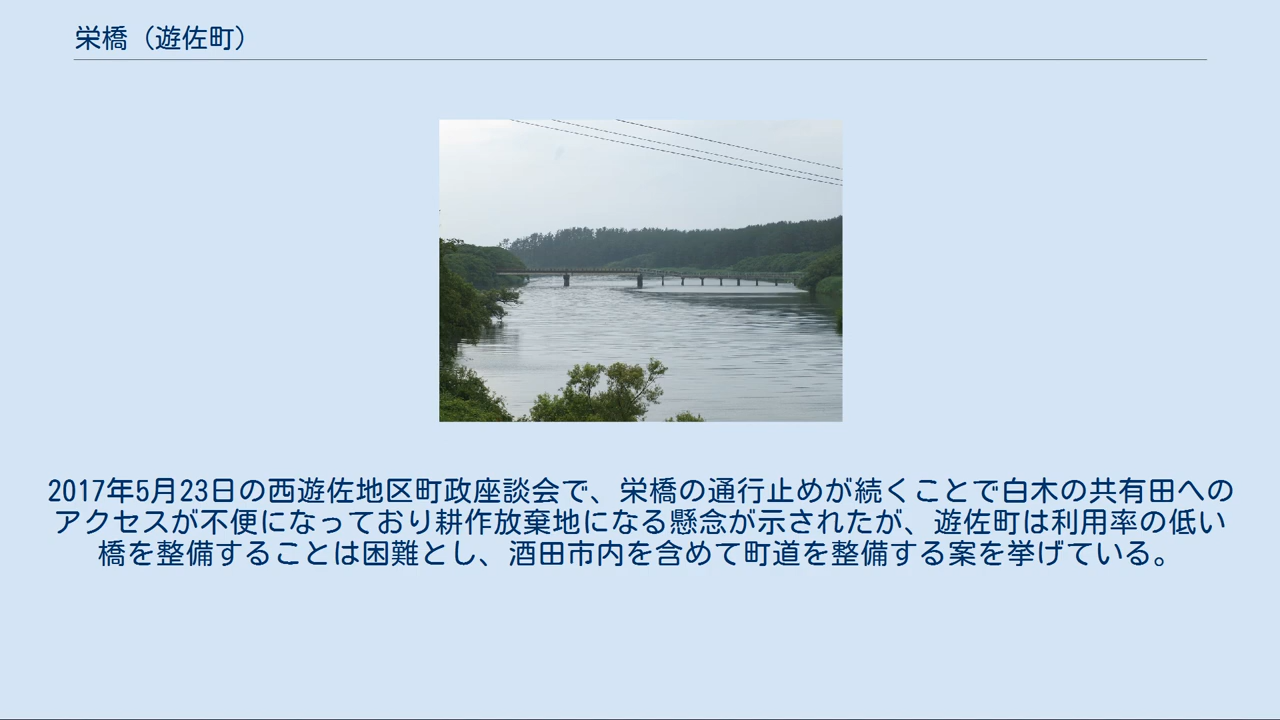 栄橋（遊佐町）
2017年5月23日の西遊佐地区町政座談会で、栄橋の通行止めが続くことで白木の共有田への
アクセスが不便になっており耕作放棄地になる懸念が示されたが、遊佐町は利用率の低い
橋を整備することは困難とし、酒田市内を含めて町道を整備する案を挙げている。